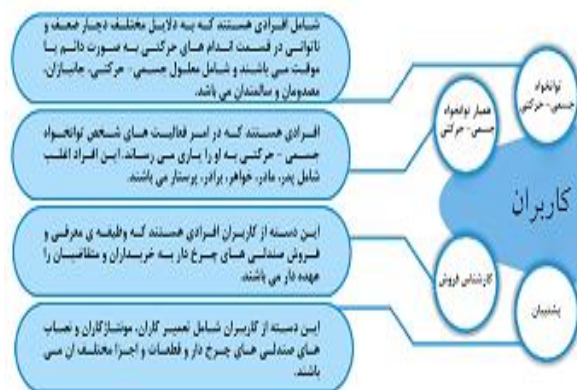 کاربران
توانخواه
جسمی - حرکتی
شامل افرادی هستند که به دلایل مختلف دچار ضعف و
ناتوانی در قسمت اندام های حرکتی به صورت دائم یا
موقت می باشند و شامل معلول جسمی- حرکتی، جانبازان،
مصدومان و سالمندان می باشد.
همیار توانخواه
جسمی - حرکتی
افرادی هستند که در امر فعالیت های شخص توانخواه
جسمی - حرکتی به او را یاری می رساند. این افراد اغلب
شامل پدر، مادر، خواهر، برادر، پرستار می باشند.
کارشناس فروش
این دسته از کاربران افرادی هستند که وظیفه ی معرفی و
فروش صندلی های چرخ دار به خریداران و متقاضیان را
عهده دار می باشند.
پشتیبان
این دسته از کاربران شامل تعمیر کاران، مونتاژکاران و نصاب
های صندلی های چرخ دار و قطعات و اجزا مختلف ان می
باشند.